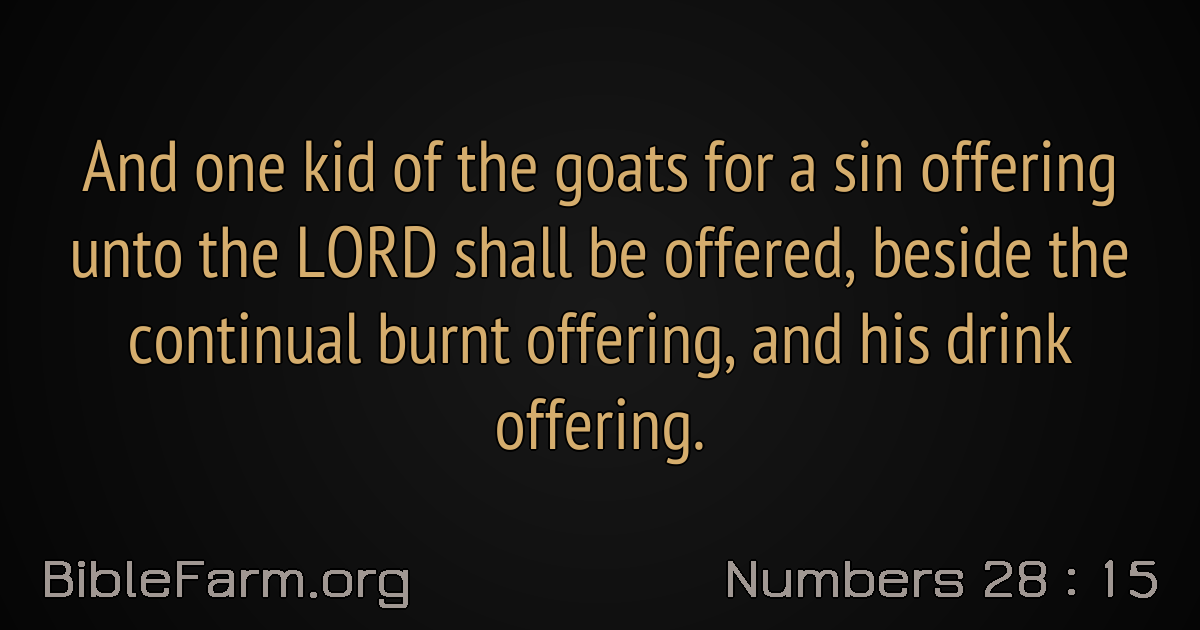 And one kid of the goats for a sin offering
unto the LORD shall be offered, beside the
continual burnt offering, and his drink
offering.
BibleFarm.org
Numbers 28 : 15